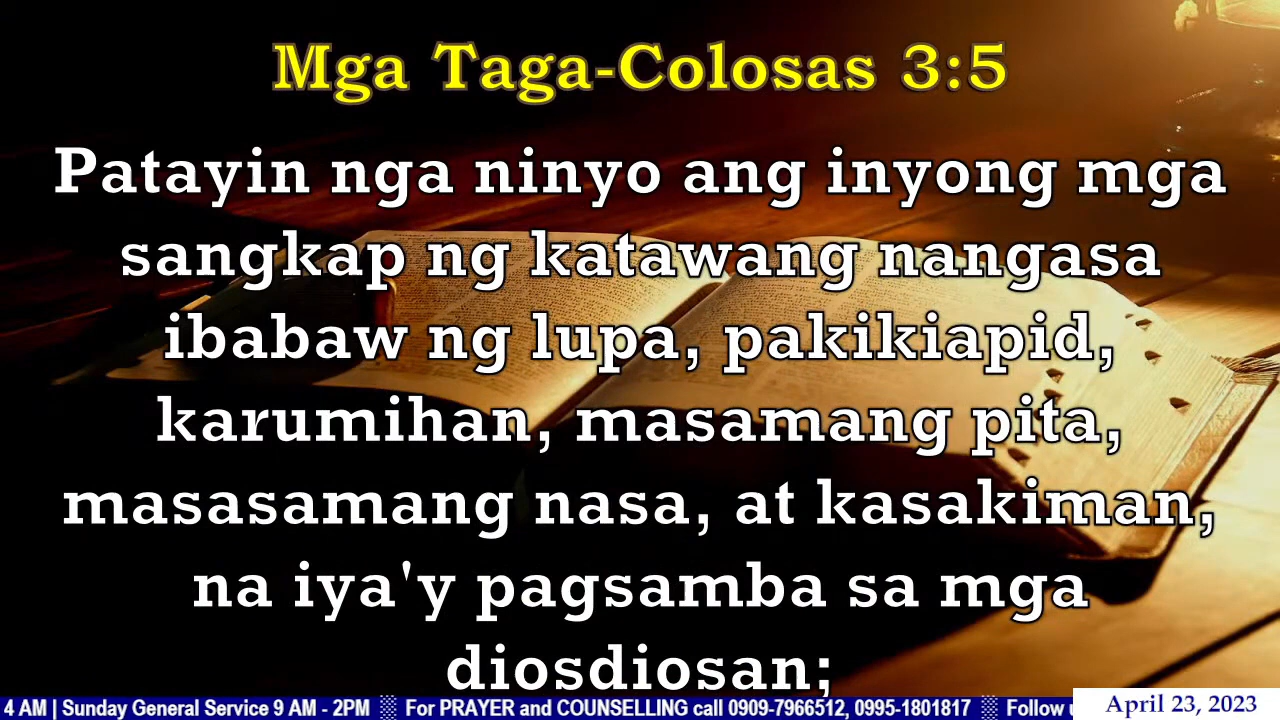 Mga Taga-Colosas 3:5
Patayin nga ninyo ang inyong mga
sangkap ng katawang nangasa
ibabaw ng lupa, pakikiapid,
karumihan, masamang pita,
masasamang nasa, at kasakiman,
na iya'y pagsamba sa mga
diosdiosan;
4 AM | Sunday General Service 9 AM - 2PM ░ For PRAYER and COUNSELLING call 0909-7966512, 0995-1801817 ░ Follow
April 23, 2023